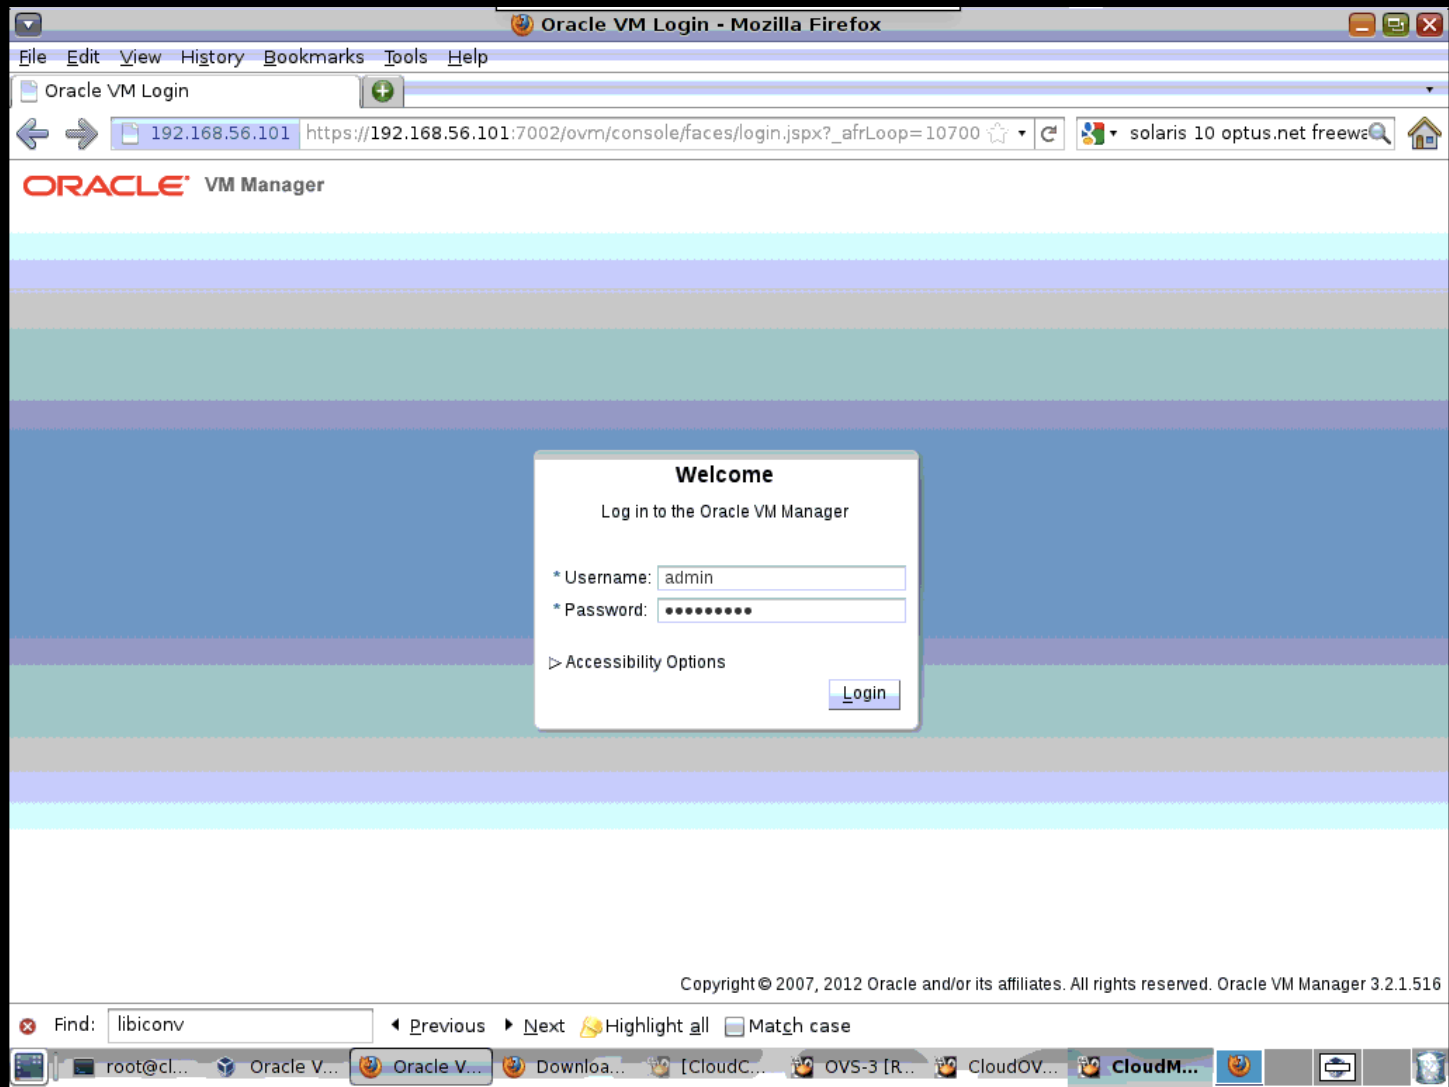 Oracle VM Login - Mozilla Firefox
File Edit View History Bookmarks Tools Help
Oracle VM Login
192.168.56.101 https://192.168.56.101:7002/ovm/console/faces/login.jspx?_afrLoop=10700 solaris 10 optus.net freewa
ORACLE VM Manager
Welcome
Log in to the Oracle VM Manager
* Username: admin
* Password: •••••••••
Accessibility Options
Login
Copyright © 2007, 2012 Oracle and/or its affiliates. All rights reserved. Oracle VM Manager 3.2.1.516
Find: libiconv Previous Next Highlight all Match case
root@cl... Oracle V... Oracle V... Downloa... [CloudC... OVS-3 [R... CloudOV... CloudM...